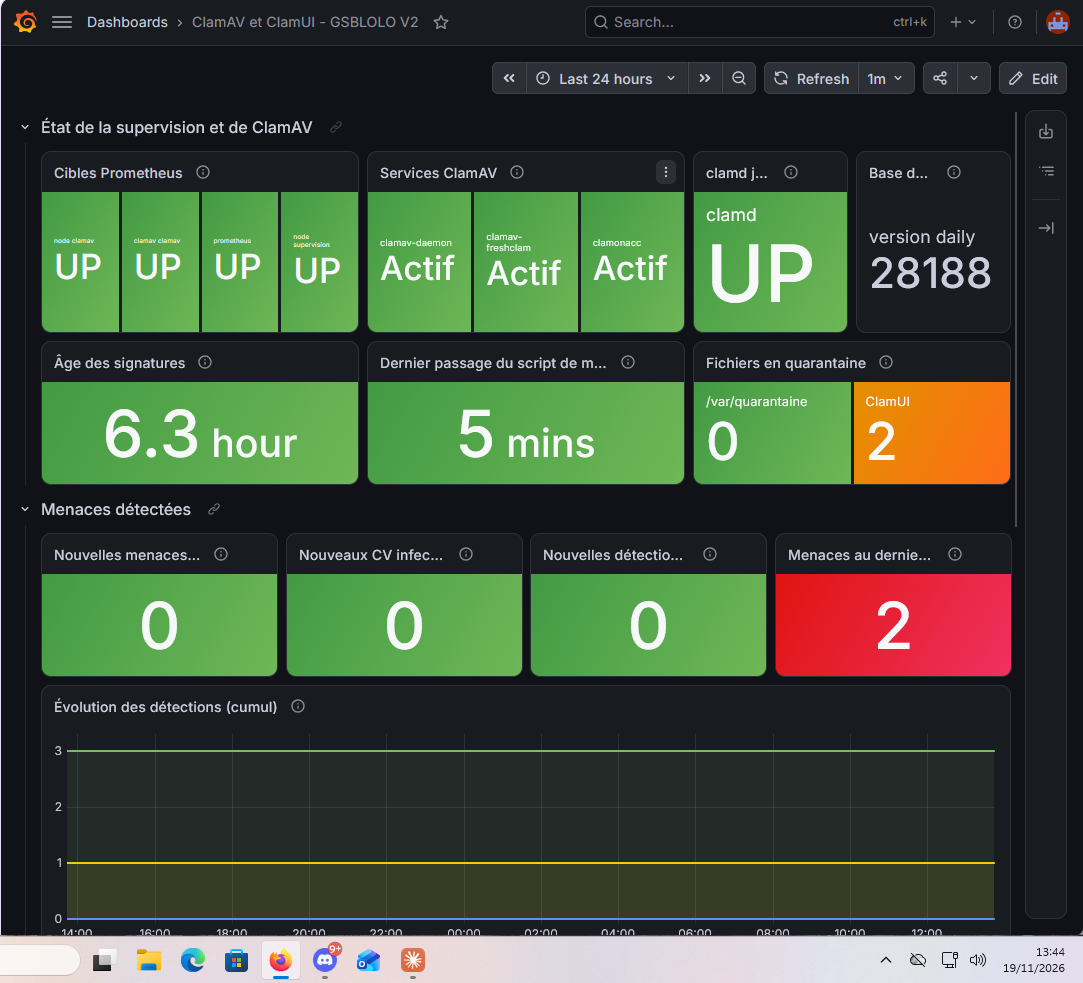 Dashboards › ClamAV et ClamUI - GSBLOLO V2
Search... ctrl+k
Last 24 hours
Refresh 1m
Edit
État de la supervision et de ClamAV
Cibles Prometheus
node clamav
UP
clamav clamav
UP
prometheus
UP
node supervision
UP
Services ClamAV
clamav-daemon
Actif
clamav-freshclam
Actif
clamonacc
Actif
clamd j...
clamd
UP
Base d...
version daily
28188
Âge des signatures
6.3 hour
Dernier passage du script de m...
5 mins
Fichiers en quarantaine
/var/quarantaine
0
ClamUI
2
Menaces détectées
Nouvelles menaces...
0
Nouveaux CV infec...
0
Nouvelles détectio...
0
Menaces au dernie...
2
Évolution des détections (cumul)
3
2
1
0
14:00 16:00 18:00 20:00 22:00 00:00 02:00 04:00 06:00 08:00 10:00 12:00
9+
13:44
19/11/2026